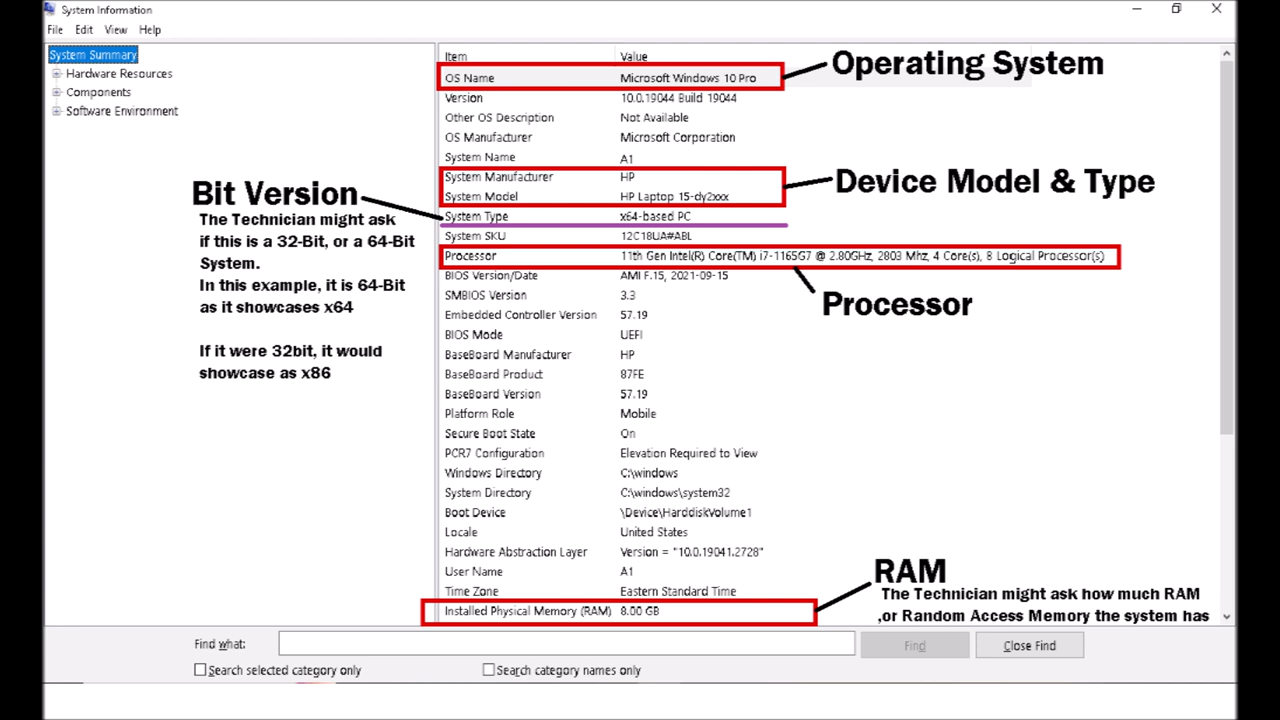 System Information
File Edit View Help
System Summary
Hardware Resources
Components
Software Environment
Item Value
OS Name Microsoft Windows 10 Pro
Version 10.0.19044 Build 19044
Other OS Description Not Available
OS Manufacturer Microsoft Corporation
System Name A1
System Manufacturer HP
System Model HP Laptop 15-dy2xxx
System Type x64-based PC
System SKU 12C18UA#ABL
Processor 11th Gen Intel(R) Core(TM) i7-1165G7 @ 2.80GHz, 2803 Mhz, 4 Core(s), 8 Logical Processor(s)
BIOS Version/Date AMI F.15, 2021-09-15
SMBIOS Version 3.3
Embedded Controller Version 57.19
BIOS Mode UEFI
BaseBoard Manufacturer HP
BaseBoard Product 87FE
BaseBoard Version 57.19
Platform Role Mobile
Secure Boot State On
PCR7 Configuration Elevation Required to View
Windows Directory C:\windows
System Directory C:\windows\system32
Boot Device \Device\HarddiskVolume1
Locale United States
Hardware Abstraction Layer Version = "10.0.19041.2728"
User Name A1
Time Zone Eastern Standard Time
Installed Physical Memory (RAM) 8.00 GB
Operating System
Device Model & Type
Processor
RAM
The Technician might ask how much RAM
,or Random Access Memory the system has
Bit Version
The Technician might ask
if this is a 32-Bit, or a 64-Bit
System.
In this example, it is 64-Bit
as it showcases x64
If it were 32bit, it would
showcase as x86
Find what: Find Close Find
Search selected category only Search category names only